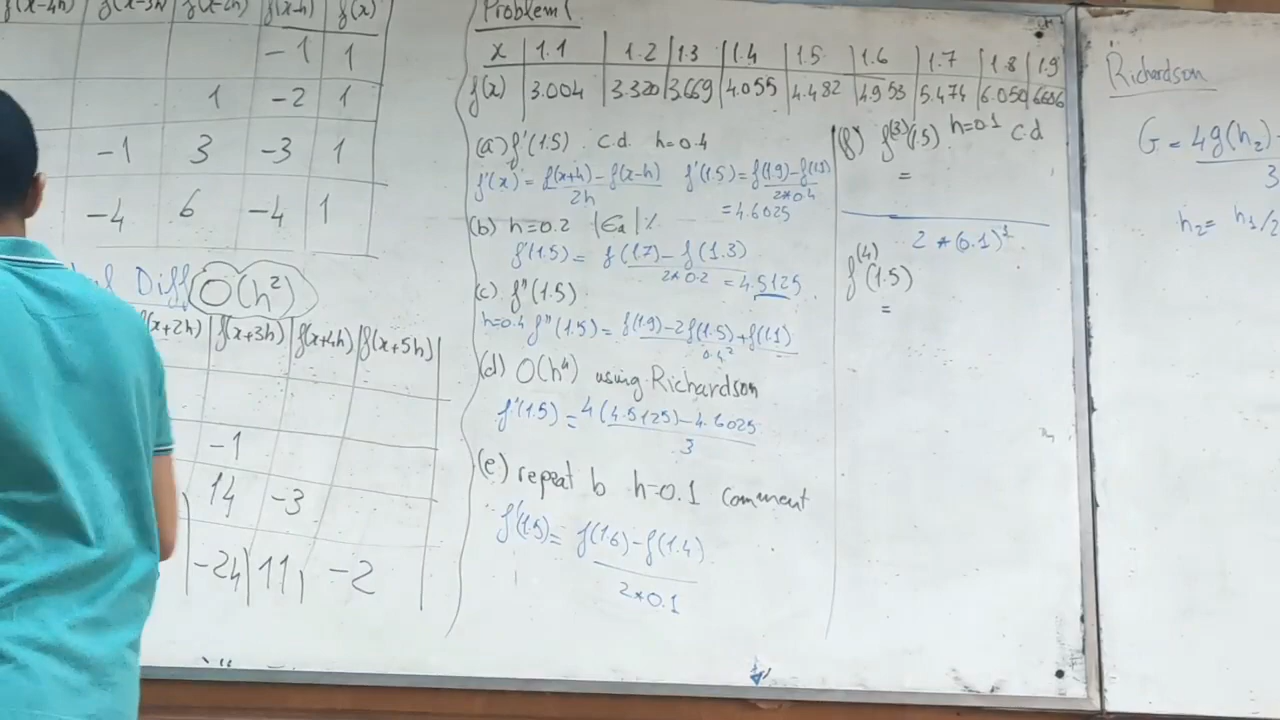 f(x-4h) f(x-3h) f(x-2h) f(x-h) f(x)
-1 1
1 -2 1
-1 3 -3 1
-4 6 -4 1
Diff O(h²)
f(x+2h) f(x+3h) f(x+4h) f(x+5h)
-1
14 -3
-24 11 -2
Problem 1
x 1.1 1.2 1.3 1.4 1.5 1.6 1.7 1.8 1.9
f(x) 3.004 3.320 3.669 4.055 4.482 4.953 5.474 6.050 6.686
(a) f'(1.5) c.d. h=0.4
f'(x) = f(x+h) - f(x-h) / 2h f'(1.5) = f(1.9) - f(1.1) / 2*0.4
= 4.6025
(b) h=0.2 |εa| %
f'(1.5) = f(1.7) - f(1.3) / 2*0.2 = 4.5125
(c) f''(1.5)
h=0.4 f''(1.5) = f(1.9) - 2f(1.5) + f(1.1) / 0.4²
(d) O(h⁴) using Richardson
f'(1.5) = 4(4.5125) - 4.6025 / 3
(e) repeat b h=0.1 comment
f'(1.5) = f(1.6) - f(1.4) / 2*0.1
(f) f⁽³⁾(1.5) h=0.1 c.d
=
2*(0.1)³
f⁽⁴⁾(1.5)
=
Richardson
G = 4g(h₂) / 3
h₂ = h₁/2